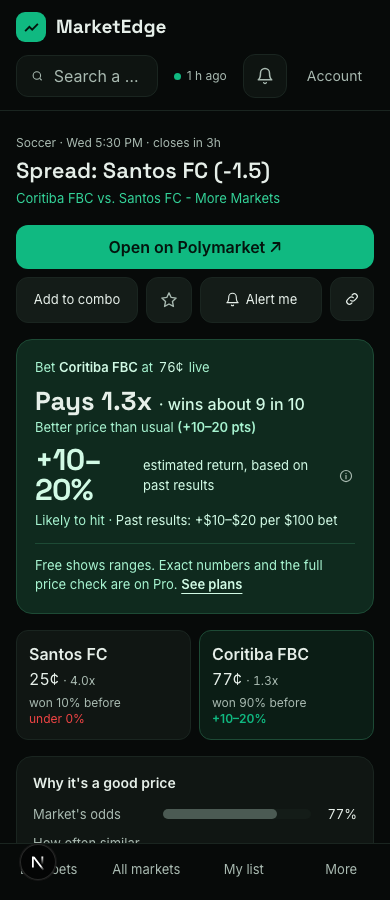 MarketEdge
Search a ...
1 h ago
Account
Soccer · Wed 5:30 PM · closes in 3h
Spread: Santos FC (-1.5)
Coritiba FBC vs. Santos FC - More Markets
Open on Polymarket ↗
Add to combo
Alert me
Bet Coritiba FBC at 76¢ live
Pays 1.3x · wins about 9 in 10
Better price than usual (+10–20 pts)
+10–
20%
estimated return, based on
past results
Likely to hit · Past results: +$10–$20 per $100 bet
Free shows ranges. Exact numbers and the full
price check are on Pro. See plans
Santos FC
25¢ · 4.0x
won 10% before
under 0%
Coritiba FBC
77¢ · 1.3x
won 90% before
+10–20%
Why it's a good price
Market's odds
77%
How often similar
N
bets
All markets
My list
More